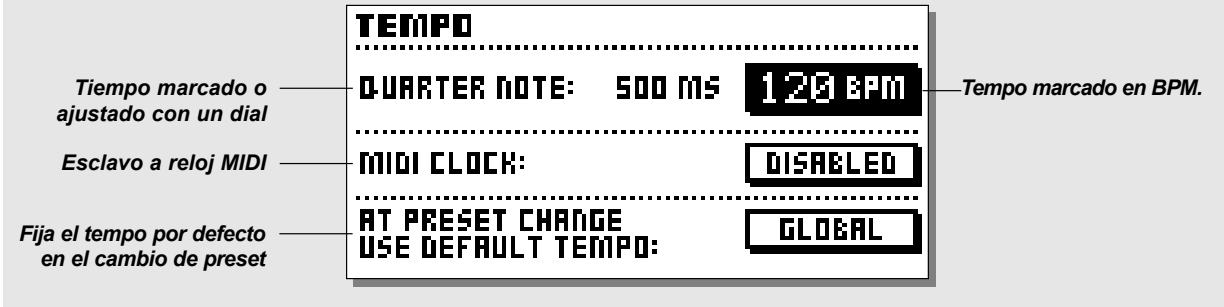 TEMPO
Tiempo marcado o
ajustado con un dial
QUARTER NOTE: 500 MS 120 BPM
Tempo marcado en BPM.
Esclavo a reloj MIDI
MIDI CLOCK: DISABLED
Fija el tempo por defecto
en el cambio de preset
AT PRESET CHANGE
USE DEFAULT TEMPO: GLOBAL